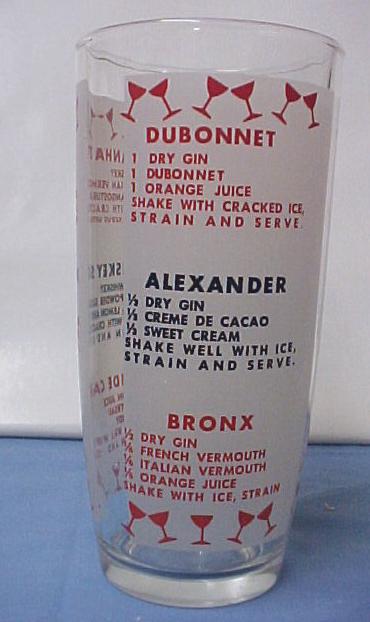 DUBONNET
1 DRY GIN
1 DUBONNET
1 ORANGE JUICE
SHAKE WITH CRACKED ICE,
STRAIN AND SERVE.
ALEXANDER
⅓ DRY GIN
⅓ CREME DE CACAO
⅓ SWEET CREAM
SHAKE WELL WITH ICE,
STRAIN AND SERVE.
BRONX
½ DRY GIN
⅙ FRENCH VERMOUTH
⅙ ITALIAN VERMOUTH
⅙ ORANGE JUICE
SHAKE WITH ICE, STRAIN